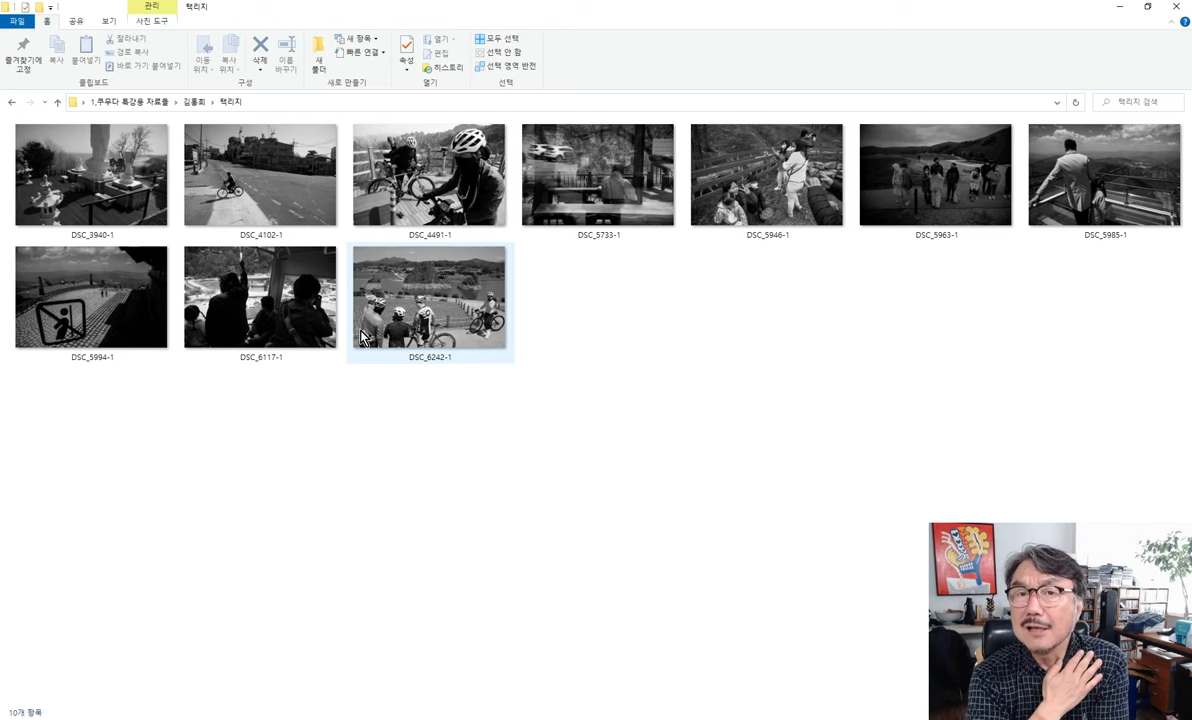 관리
택리지
파일
홈
공유
보기
사진 도구
즐겨찾기에
고정
복사
붙여넣기
잘라내기
경로 복사
바로 가기 붙여넣기
클립보드
이동
위치
복사
위치
삭제
이름
바꾸기
구성
새
폴더
새 항목
빠른 연결
새로 만들기
속성
열기
편집
히스토리
열기
모두 선택
선택 안 함
선택 영역 반전
선택
1,쿠우다 특강용 자료들 › 김홍희 › 택리지
택리지 검색
DSC_3940-1
DSC_4102-1
DSC_4491-1
DSC_5733-1
DSC_5946-1
DSC_5963-1
DSC_5985-1
DSC_5994-1
DSC_6117-1
DSC_6242-1
10개 항목